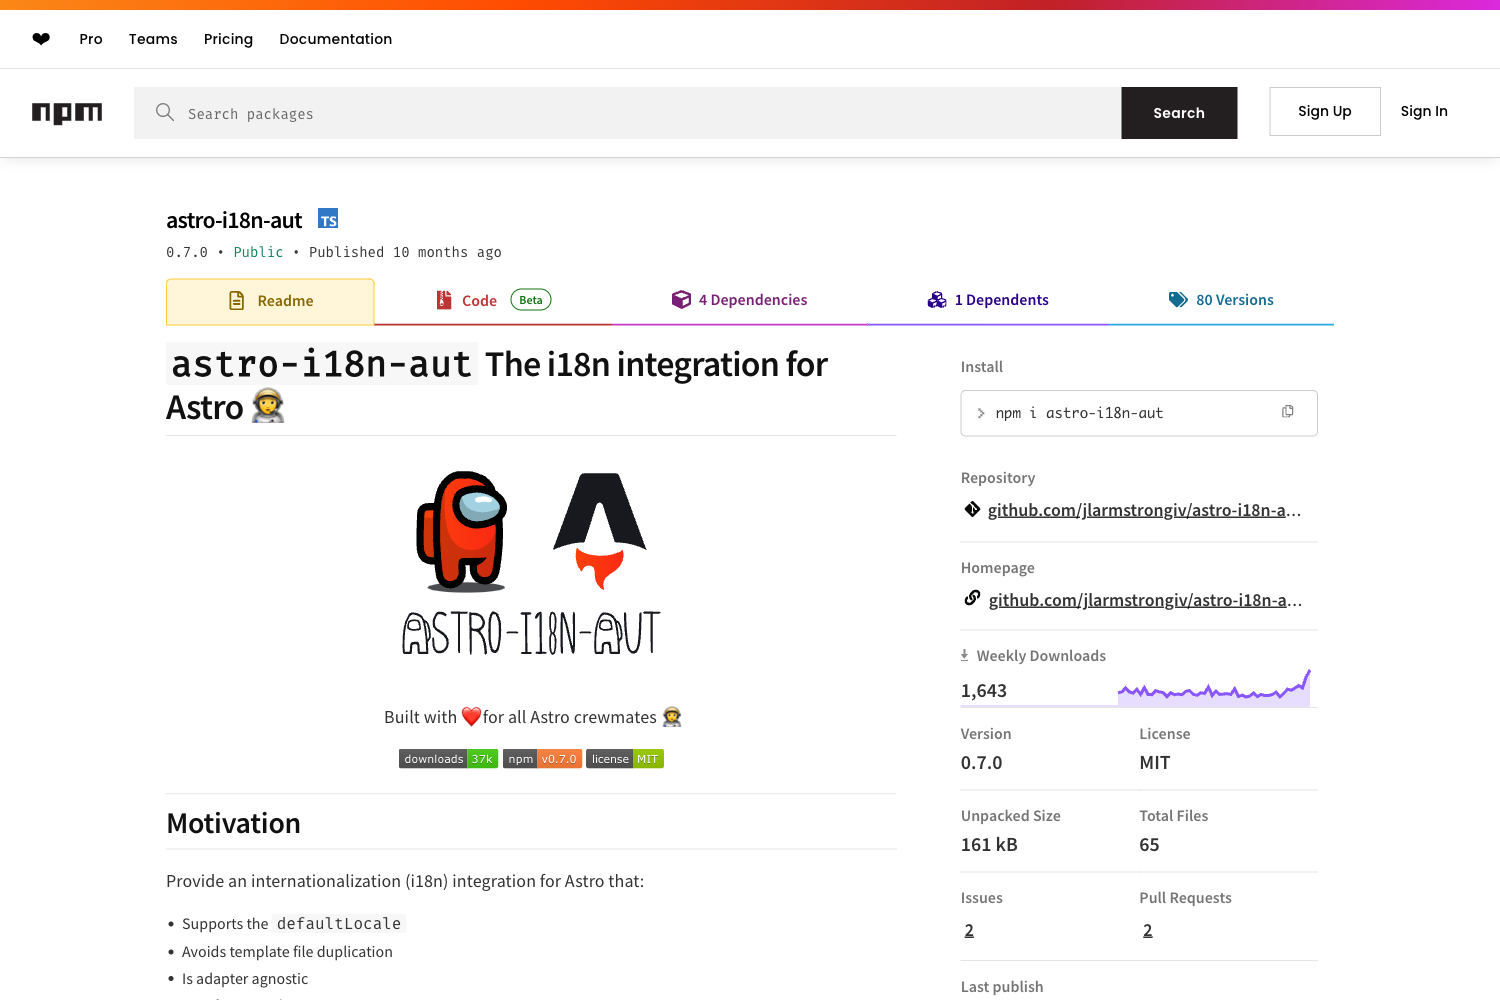 Pro Teams Pricing Documentation
npm Search packages Search Sign Up Sign In
astro-i18n-aut TS
0.7.0 • Public • Published 10 months ago
Readme Code Beta 4 Dependencies 1 Dependents 80 Versions
astro-i18n-aut The i18n integration for
Astro 🧑‍🚀
ASTRO-I18N-AUT
Built with ❤️for all Astro crewmates 🧑‍🚀
downloads 37k npm v0.7.0 license MIT
Motivation
Provide an internationalization (i18n) integration for Astro that:
• Supports the defaultLocale
• Avoids template file duplication
• Is adapter agnostic
Install
npm i astro-i18n-aut
Repository
github.com/jlarmstrongiv/astro-i18n-a...
Homepage
github.com/jlarmstrongiv/astro-i18n-a...
Weekly Downloads
1,643
Version License
0.7.0 MIT
Unpacked Size Total Files
161 kB 65
Issues Pull Requests
2 2
Last publish